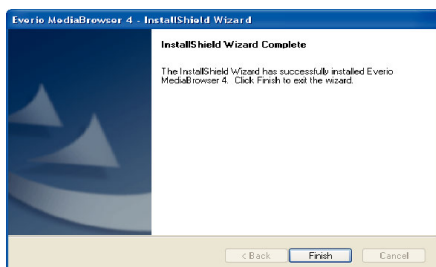 Everio MediaBrowser 4 - InstallShield Wizard
InstallShield Wizard Complete
The InstallShield Wizard has successfully installed Everio
MediaBrowser 4. Click Finish to exit the wizard.
< Back
Finish
Cancel